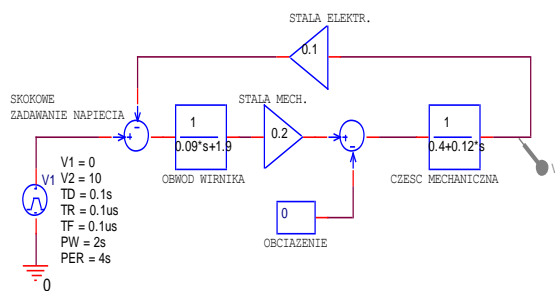 STALA ELEKTR.
0.1
SKOKOWE
ZADAWANIE NAPIECIA
STALA MECH.
-
+
1
0.09*s+1.9
0.2
+
-
1
0.4+0.12*s
OBWOD WIRNIKA
CZESC MECHANICZNA
V
V1
V1 = 0
V2 = 10
TD = 0.1s
TR = 0.1us
TF = 0.1us
PW = 2s
PER = 4s
0
OBCIAZENIE
0